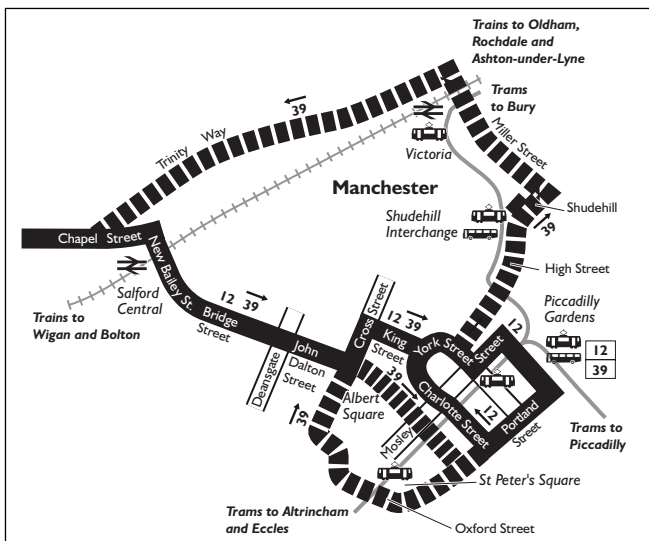 Trains to Oldham,
Rochdale and
Ashton-under-Lyne
Trams
to Bury
39
Trinity Way
Miller Street
Victoria
Manchester
Shudehill
Interchange
Shudehill
39
Chapel Street
High Street
New Bailey St.
Salford
Central
Trains to
Wigan and Bolton
12 39
Bridge
Street
Cross Street
12 39
King
Street
York Street
Street
12
Piccadilly
Gardens
12
39
Deansgate
John
Dalton
Street
39
Albert
Square
39
Charlotte Street
12
Mosley
Portland
Street
Trams to
Piccadilly
St Peter's Square
Trams to Altrincham
and Eccles
Oxford Street